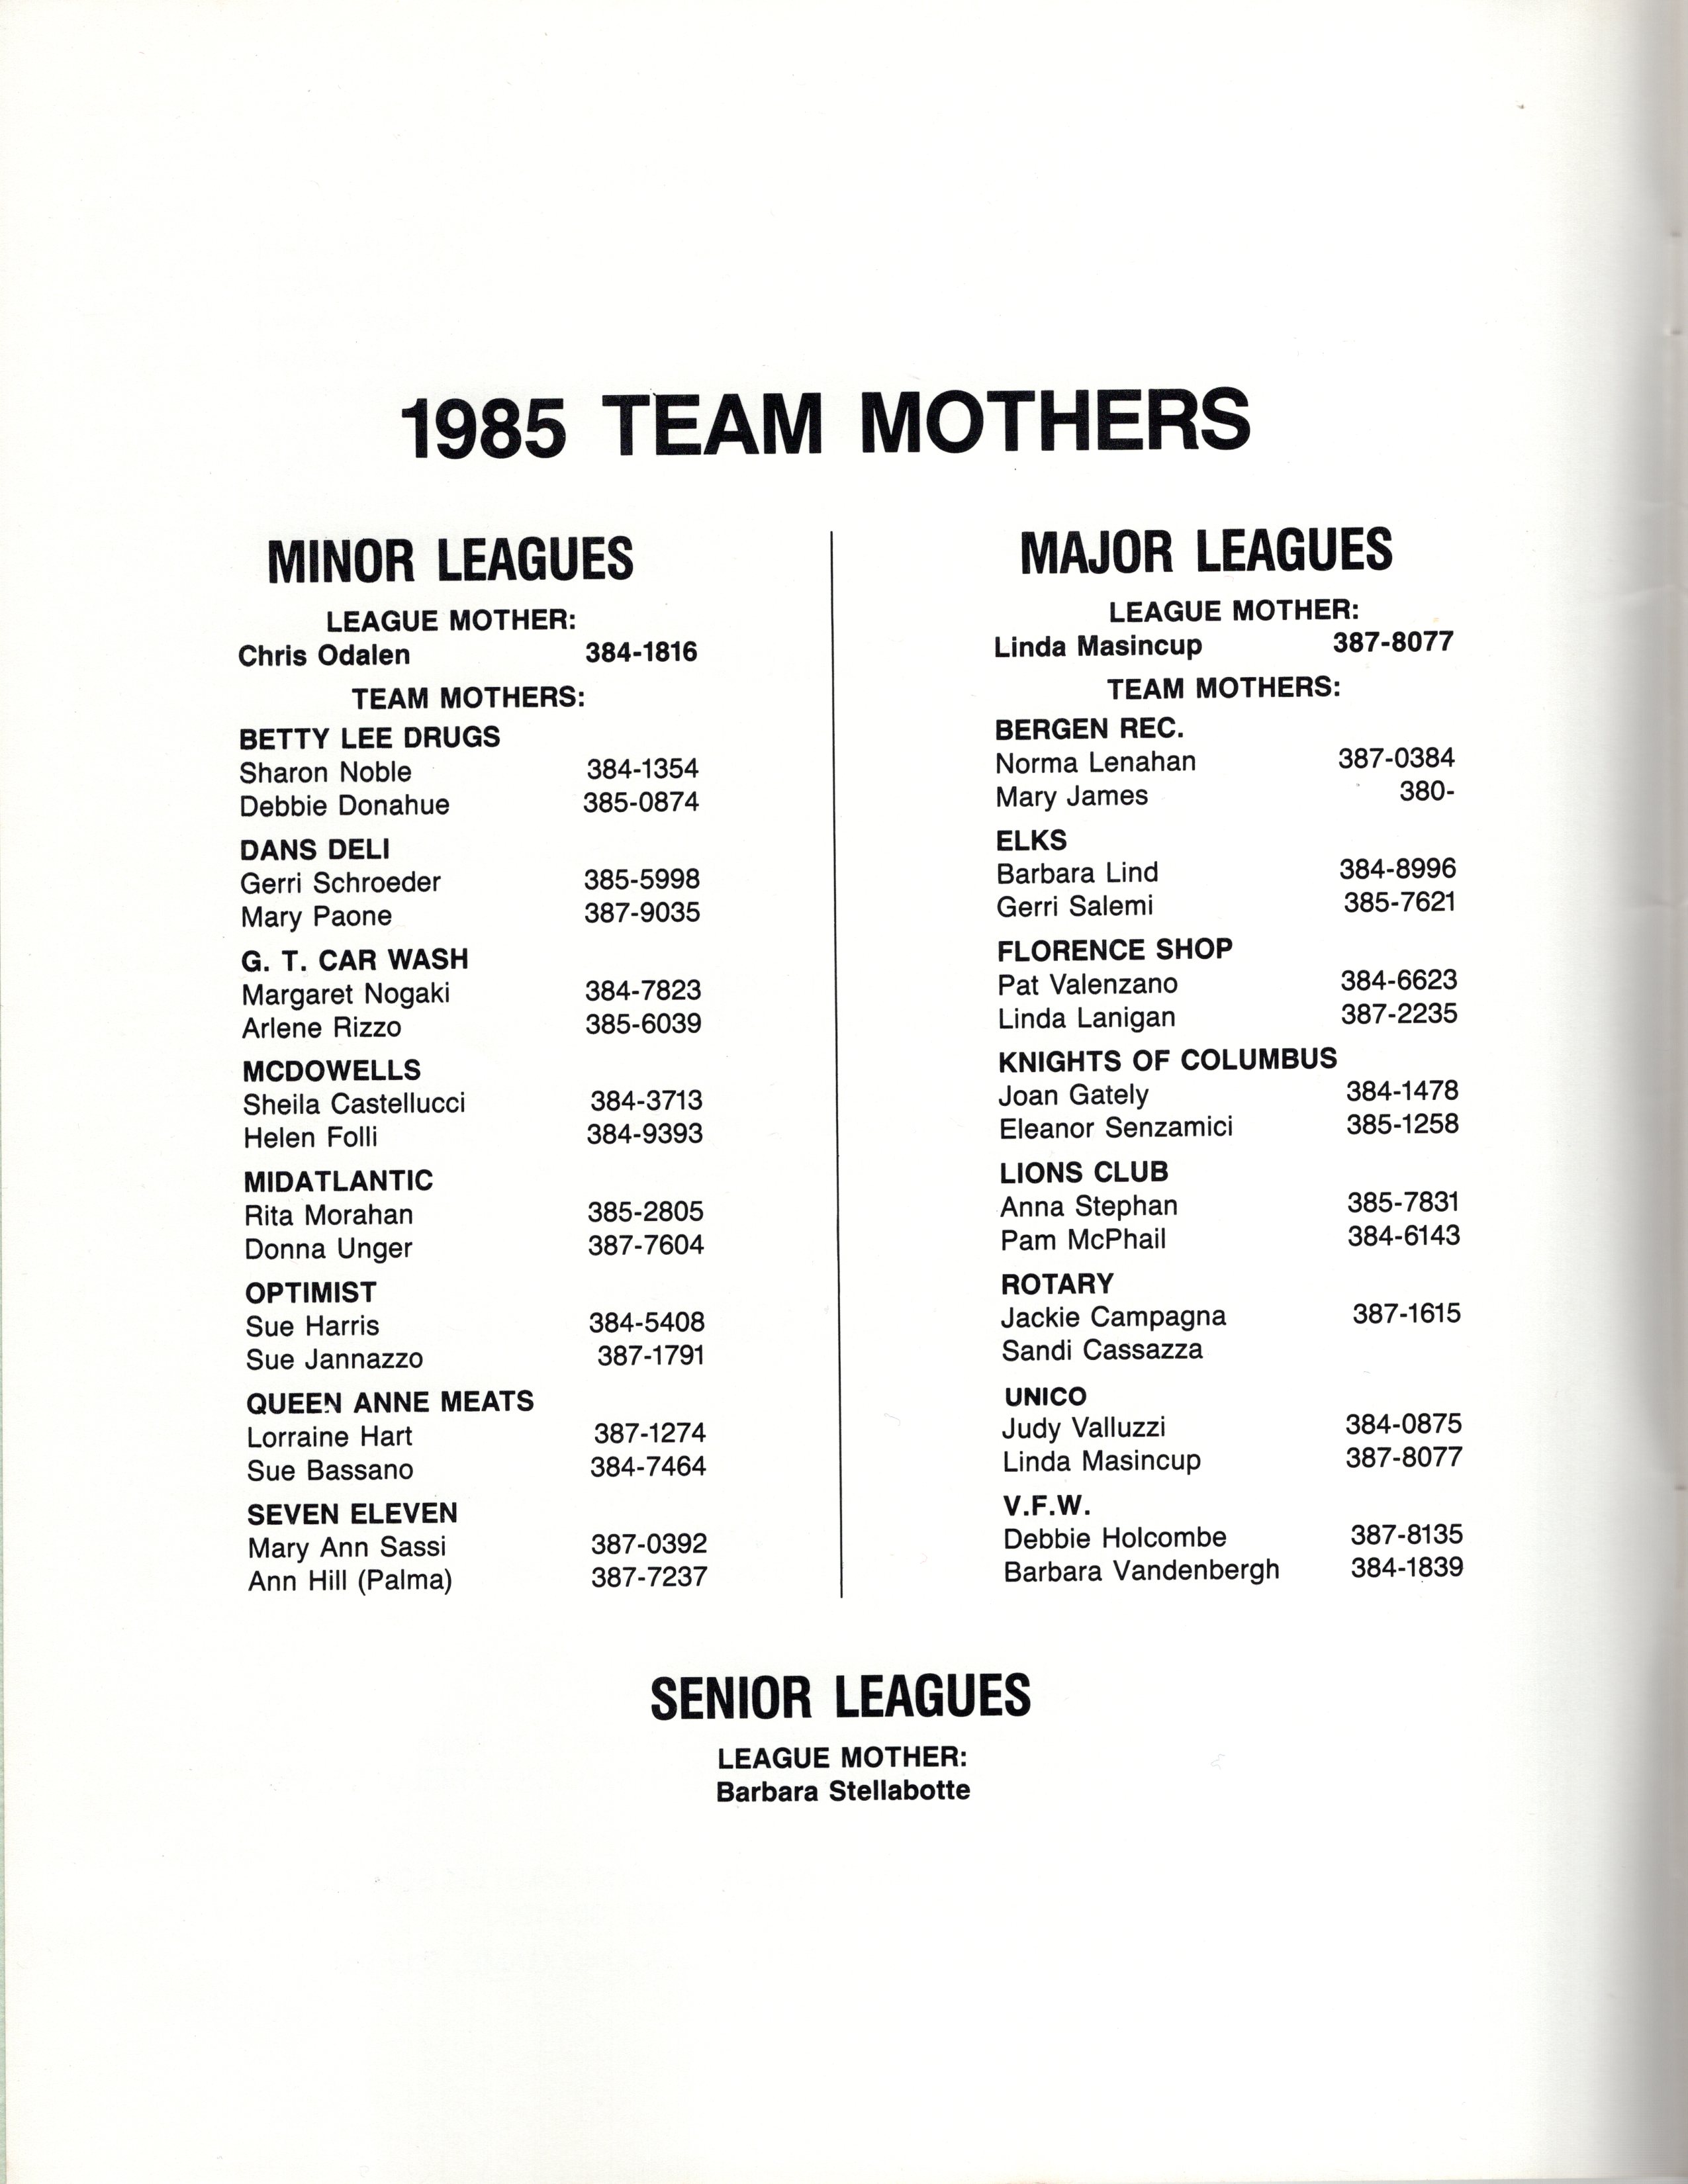 1985 TEAM MOTHERS
MINOR LEAGUES
LEAGUE MOTHER:
Chris Odalen 384-1816
TEAM MOTHERS:
BETTY LEE DRUGS
Sharon Noble 384-1354
Debbie Donahue 385-0874
DANS DELI
Gerri Schroeder 385-5998
Mary Paone 387-9035
G. T. CAR WASH
Margaret Nogaki 384-7823
Arlene Rizzo 385-6039
MCDOWELLS
Sheila Castellucci 384-3713
Helen Folli 384-9393
MIDATLANTIC
Rita Morahan 385-2805
Donna Unger 387-7604
OPTIMIST
Sue Harris 384-5408
Sue Jannazzo 387-1791
QUEEN ANNE MEATS
Lorraine Hart 387-1274
Sue Bassano 384-7464
SEVEN ELEVEN
Mary Ann Sassi 387-0392
Ann Hill (Palma) 387-7237
MAJOR LEAGUES
LEAGUE MOTHER:
Linda Masincup 387-8077
TEAM MOTHERS:
BERGEN REC.
Norma Lenahan 387-0384
Mary James 380-
ELKS
Barbara Lind 384-8996
Gerri Salemi 385-7621
FLORENCE SHOP
Pat Valenzano 384-6623
Linda Lanigan 387-2235
KNIGHTS OF COLUMBUS
Joan Gately 384-1478
Eleanor Senzamici 385-1258
LIONS CLUB
Anna Stephan 385-7831
Pam McPhail 384-6143
ROTARY
Jackie Campagna 387-1615
Sandi Cassazza
UNICO
Judy Valluzzi 384-0875
Linda Masincup 387-8077
V.F.W.
Debbie Holcombe 387-8135
Barbara Vandenbergh 384-1839
SENIOR LEAGUES
LEAGUE MOTHER:
Barbara Stellabotte